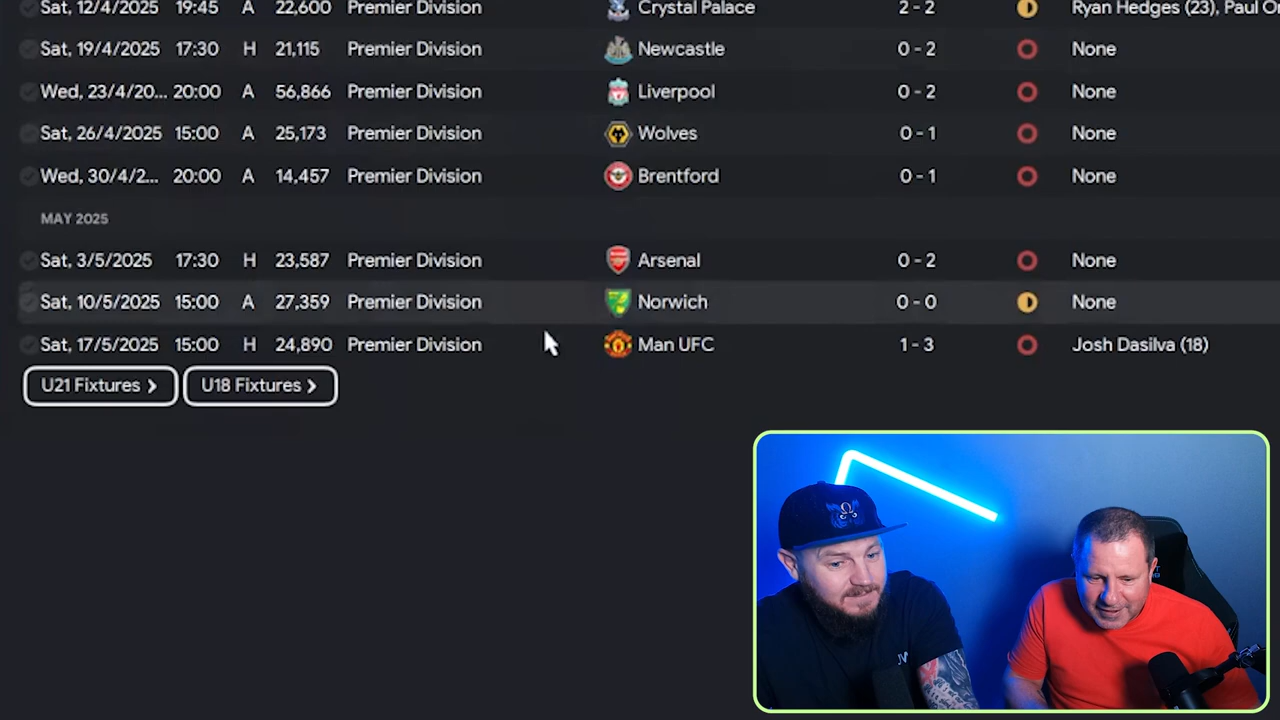 Sat, 12/4/2025 19:45 A 22,600 Premier Division Crystal Palace 2 - 2 Ryan Hedges (23), Paul
Sat, 19/4/2025 17:30 H 21,115 Premier Division Newcastle 0 - 2 None
Wed, 23/4/20... 20:00 A 56,866 Premier Division Liverpool 0 - 2 None
Sat, 26/4/2025 15:00 A 25,173 Premier Division Wolves 0 - 1 None
Wed, 30/4/2... 20:00 A 14,457 Premier Division Brentford 0 - 1 None
MAY 2025
Sat, 3/5/2025 17:30 H 23,587 Premier Division Arsenal 0 - 2 None
Sat, 10/5/2025 15:00 A 27,359 Premier Division Norwich 0 - 0 None
Sat, 17/5/2025 15:00 H 24,890 Premier Division Man UFC 1 - 3 Josh Dasilva (18)
U21 Fixtures > U18 Fixtures >